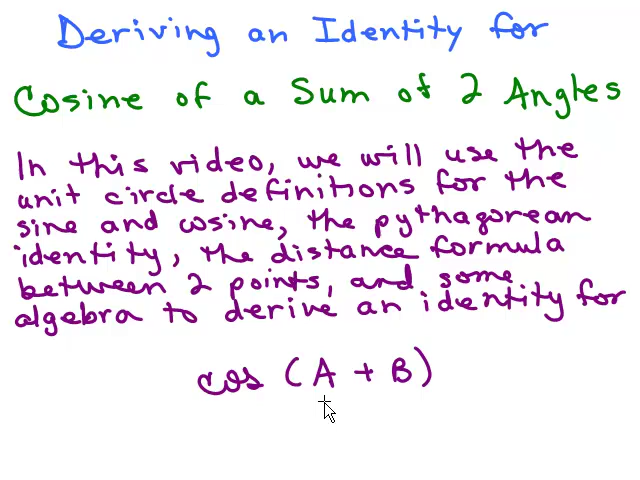 Deriving an Identity for
Cosine of a Sum of 2 Angles
In this video, we will use the
unit circle definitions for the
sine and cosine, the pythagorean
identity, the distance formula
between 2 points, and some
algebra to derive an identity for
cos (A + B)